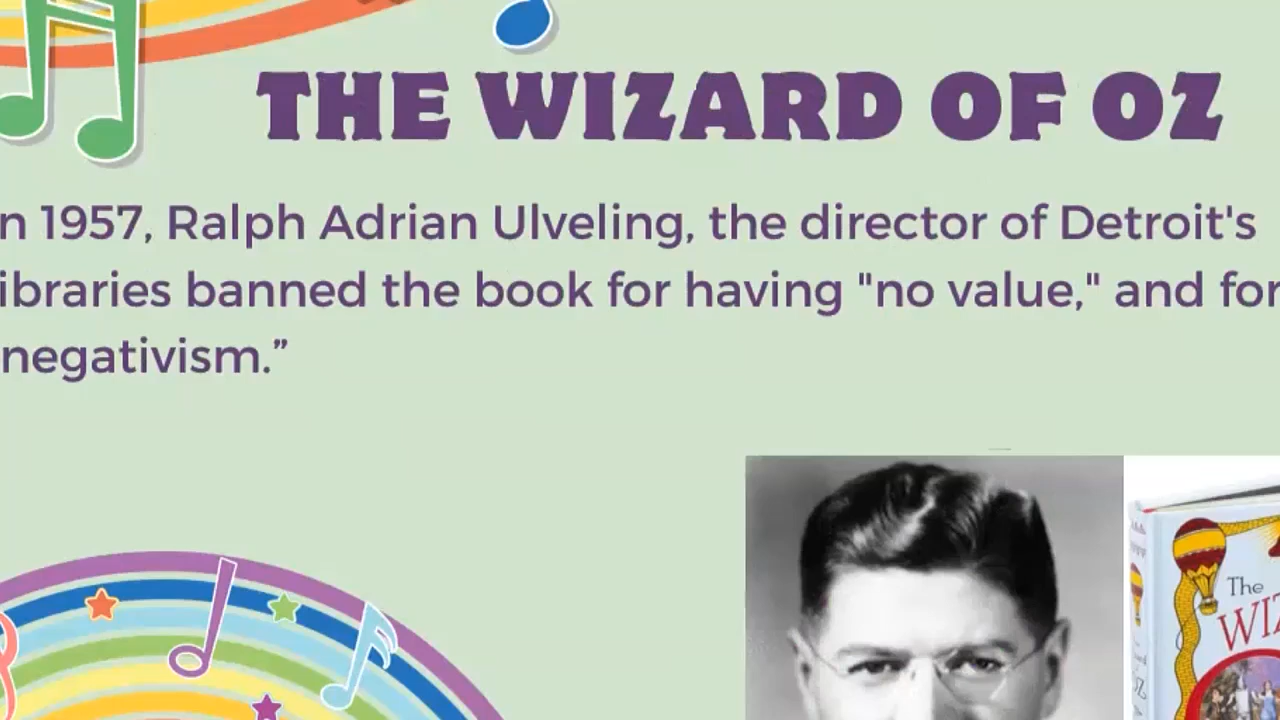 THE WIZARD OF OZ
n 1957, Ralph Adrian Ulveling, the director of Detroit's
ibraries banned the book for having "no value," and for
negativism.”
The
WIZ